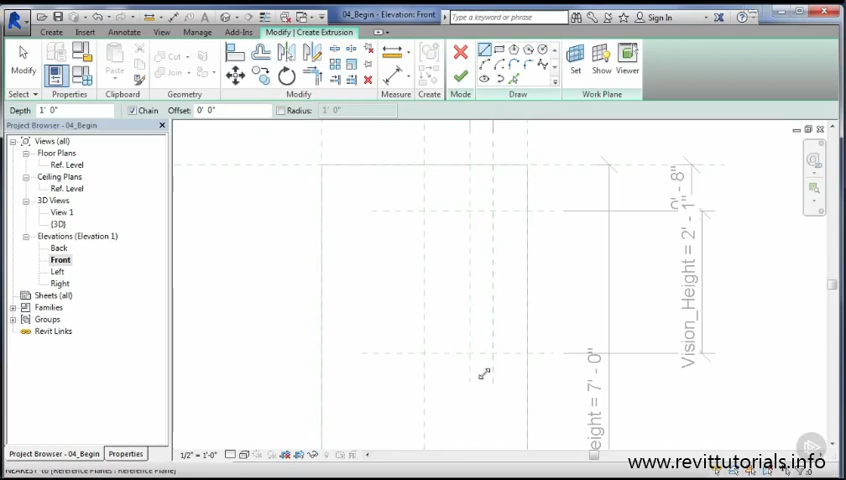 04_Begin - Elevation: Front
Type a keyword or phrase
Sign In
Create Insert Annotate View Manage Add-Ins Modify | Create Extrusion
Modify
Paste
Cut
Join
Create
Set Show Viewer
Select Properties Clipboard Geometry Modify Measure Create Mode Draw Work Plane
Depth 1' 0" Chain Offset: 0' 0" Radius: 1' 0"
Project Browser - 04_Begin
Views (all)
Floor Plans
Ref. Level
Ceiling Plans
Ref. Level
3D Views
View 1
{3D}
Elevations (Elevation 1)
Back
Front
Left
Right
Sheets (all)
Families
Groups
Revit Links
0' - 8"
Vision_Height = 2' - 1"
eight = 7' - 0"
Project Browser - 04_Begin Properties
1/2" = 1'-0"
www.revittutorials.info